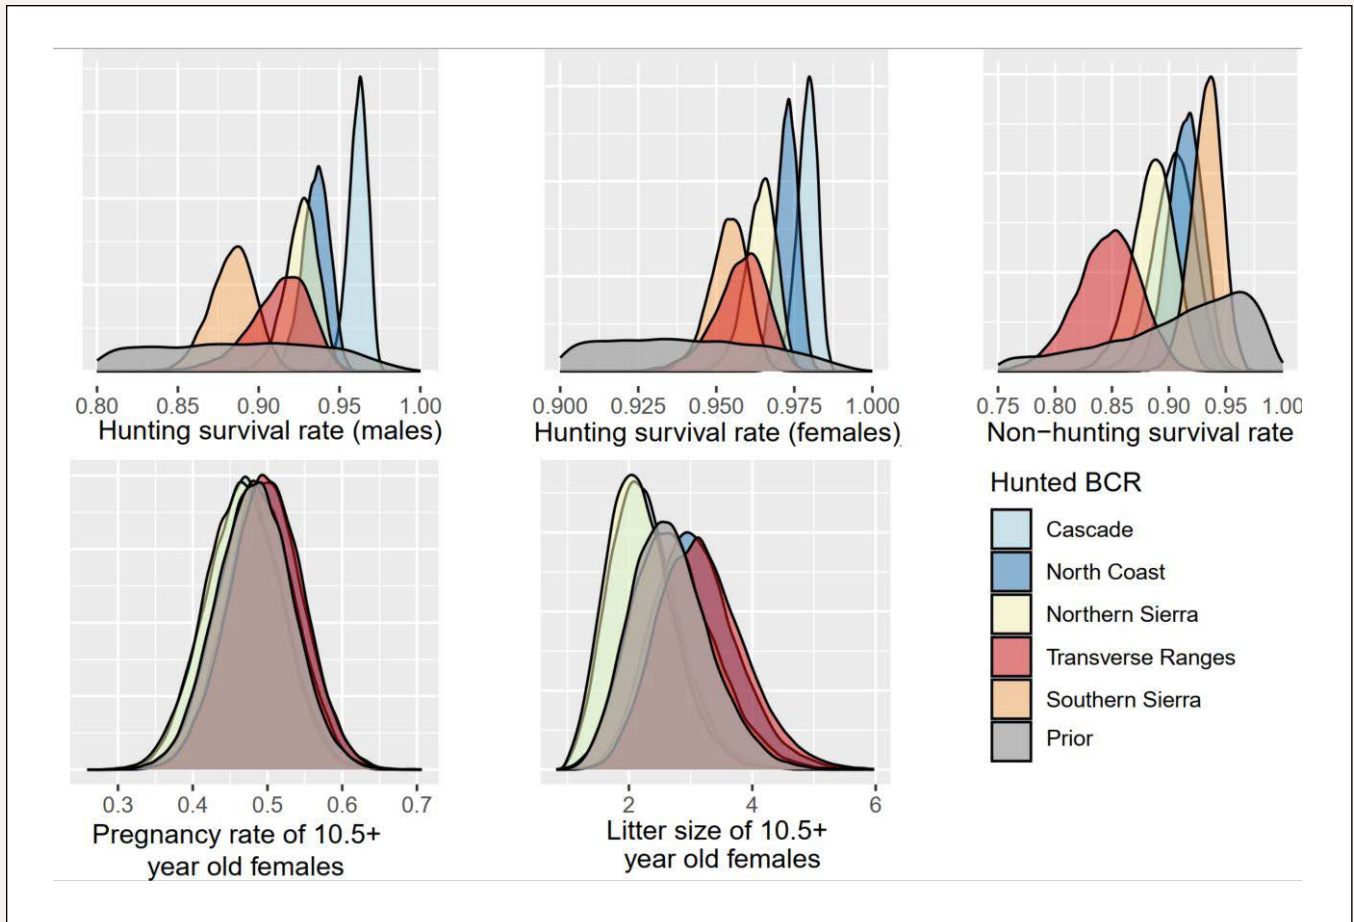 0.80 0.85 0.90 0.95 1.00
Hunting survival rate (males)
0.900 0.925 0.950 0.975 1.000
Hunting survival rate (females)
0.75 0.80 0.85 0.90 0.95 1.00
Non−hunting survival rate
0.3 0.4 0.5 0.6 0.7
Pregnancy rate of 10.5+
year old females
2 4 6
Litter size of 10.5+
year old females
Hunted BCR
Cascade
North Coast
Northern Sierra
Transverse Ranges
Southern Sierra
Prior